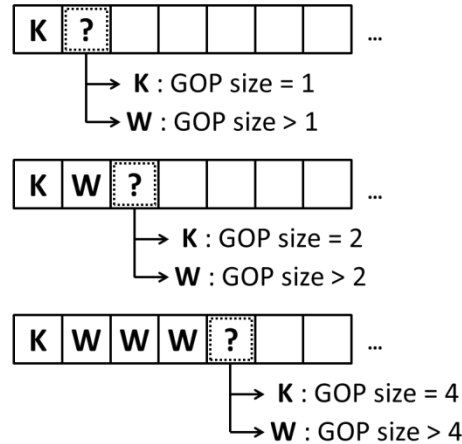 K ? ...
K : GOP size = 1
W : GOP size > 1
K W ? ...
K : GOP size = 2
W : GOP size > 2
K W W W ? ...
K : GOP size = 4
W : GOP size > 4